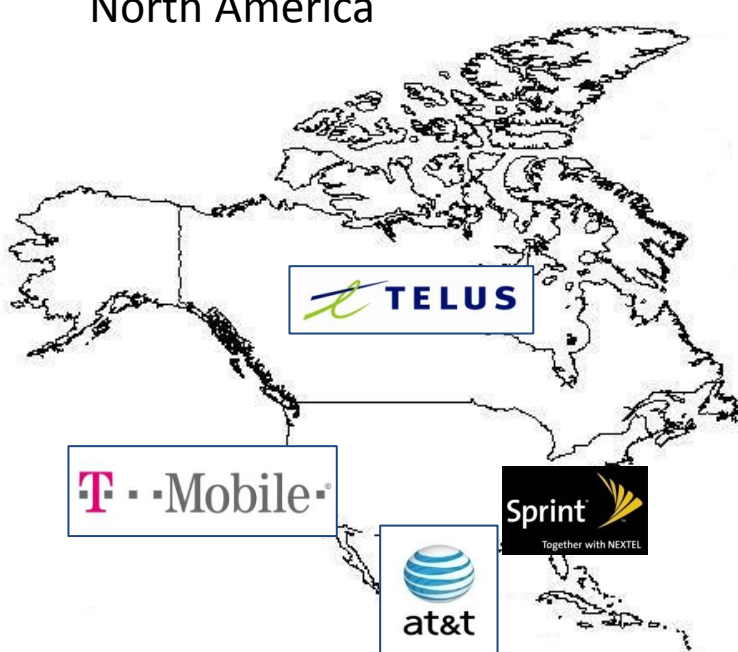 North America
TELUS
T··Mobile·®
Sprint
Together with NEXTEL
at&t